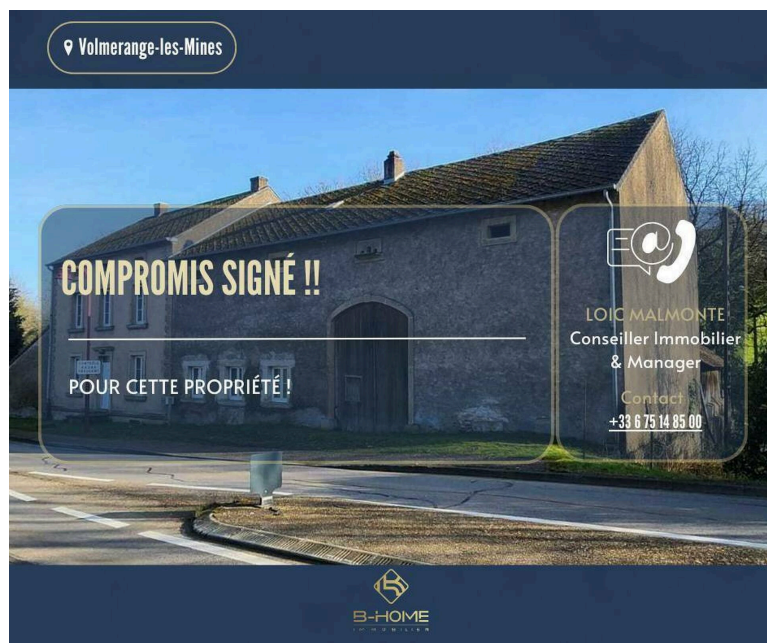 Volmerange-les-Mines
COMPROMIS SIGNÉ !!
POUR CETTE PROPRIÉTÉ !
LOIC MALMONTE
Conseiller Immobilier
& Manager
Contact
+33 6 75 14 85 00
B-HOME
IMMOBILIER